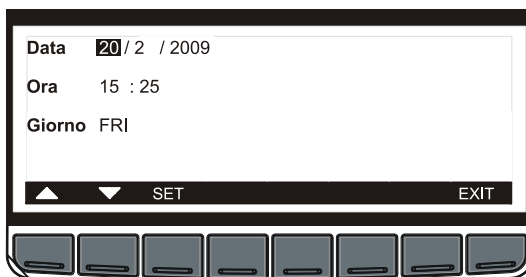 Data 20 / 2 / 2009
Ora 15 : 25
Giorno FRI
SET EXIT